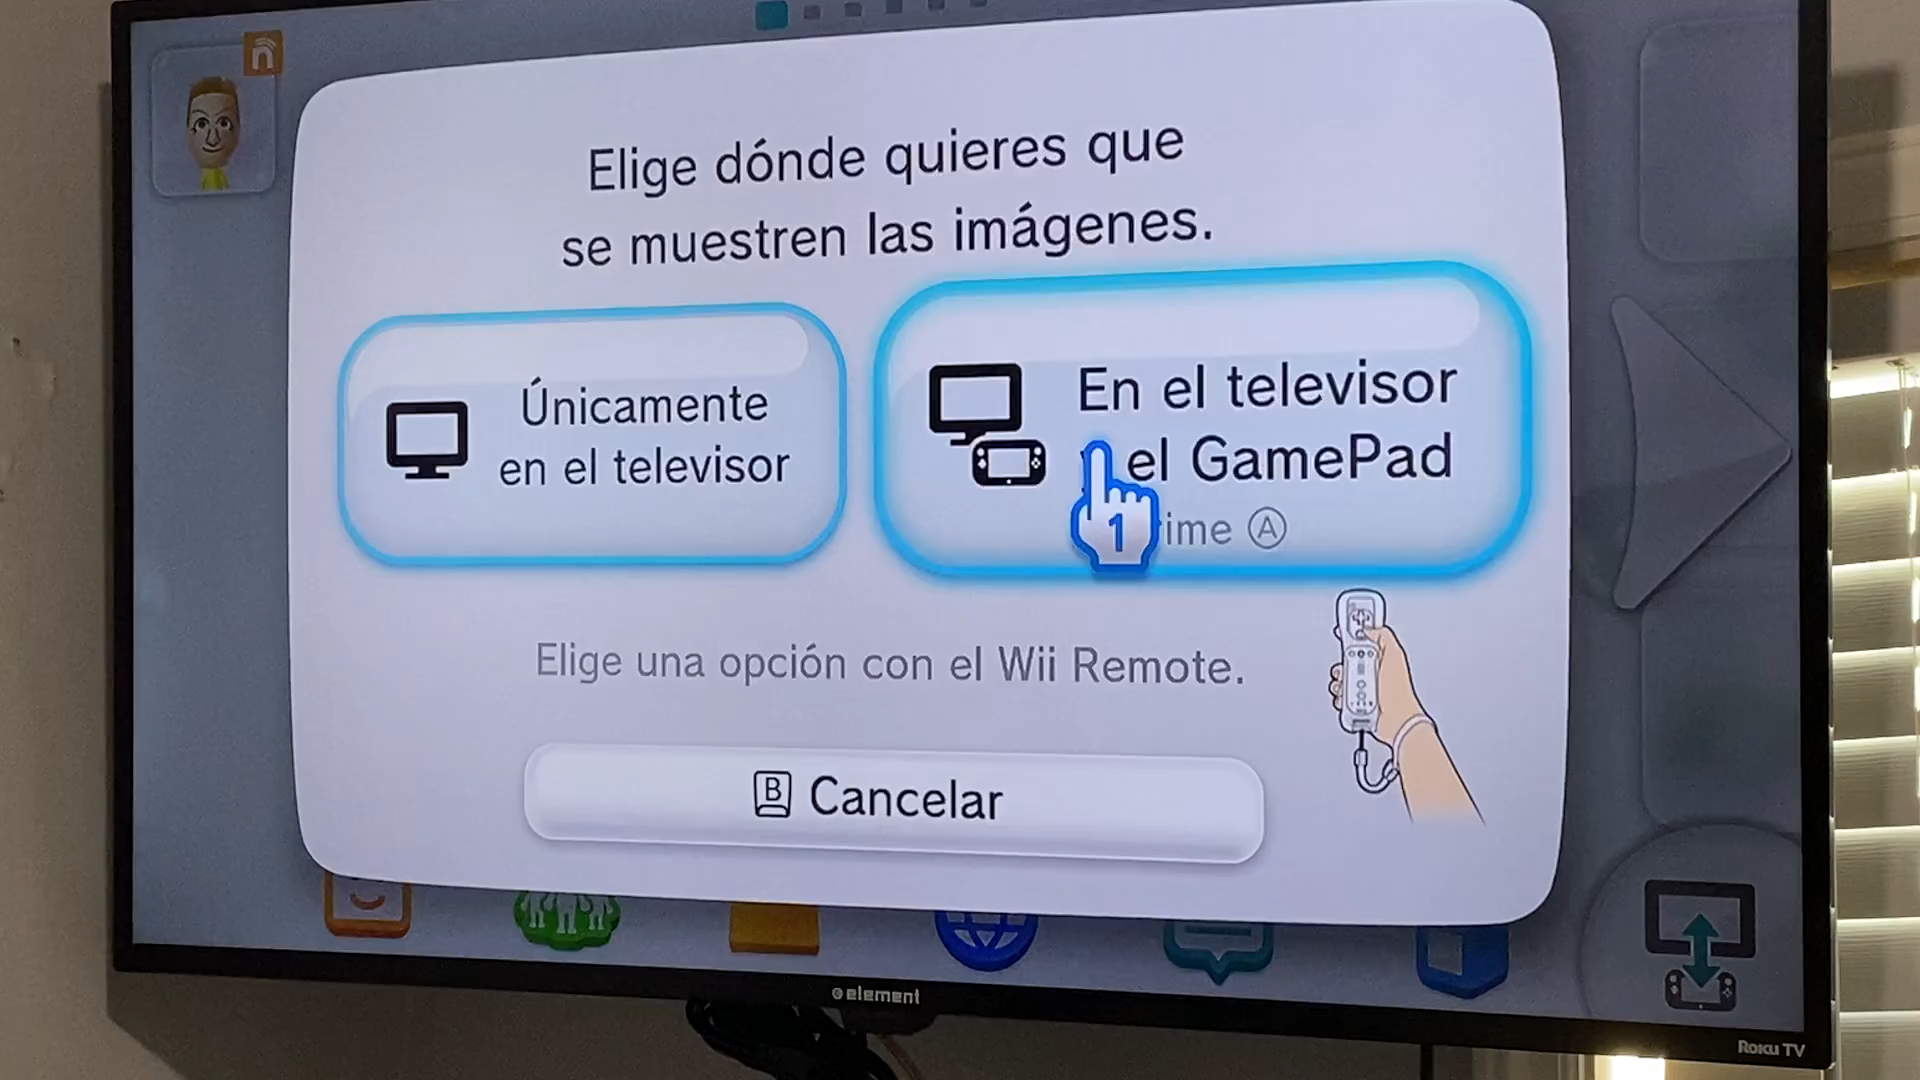 Elige dónde quieres que
se muestren las imágenes.
Únicamente
en el televisor
En el televisor
el GamePad
1
A
Elige una opción con el Wii Remote.
B Cancelar
element
Roku TV